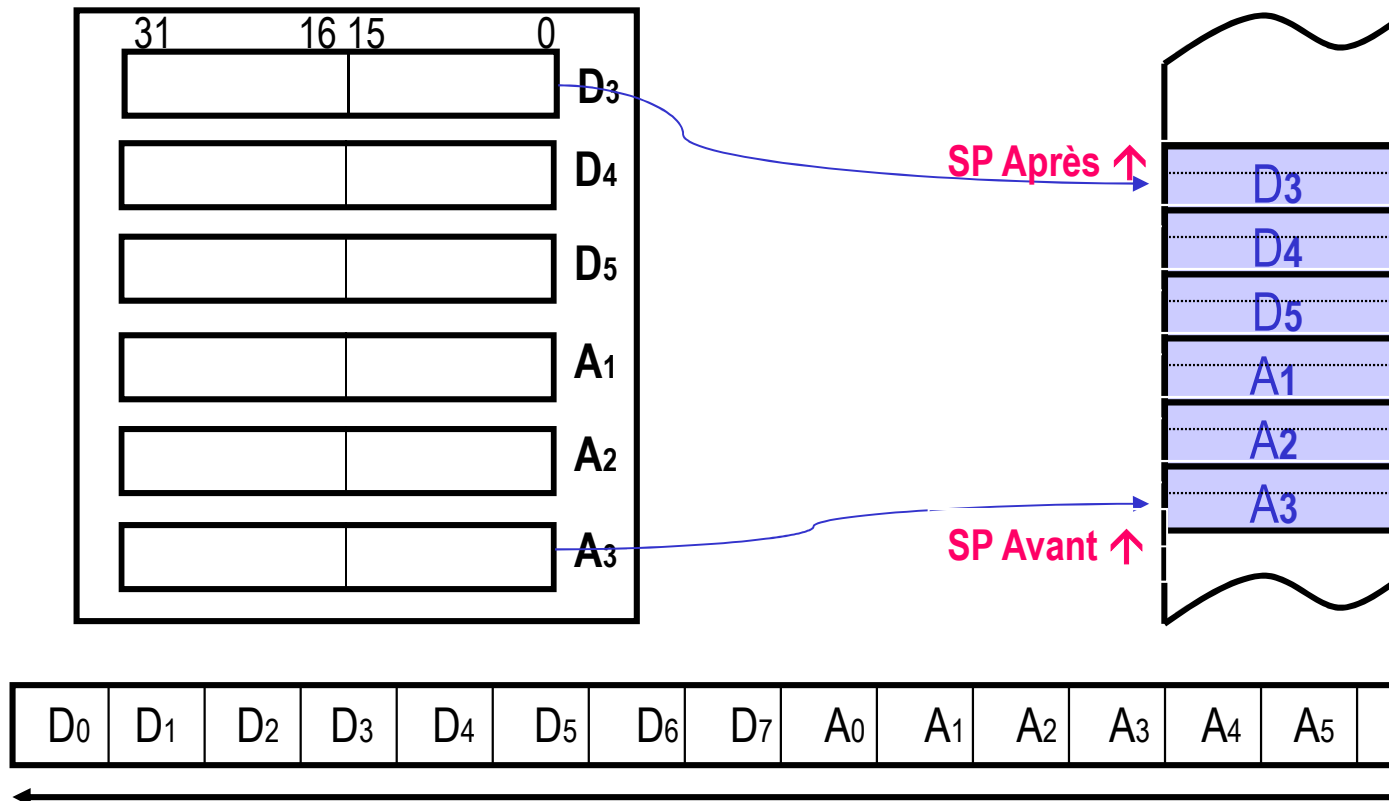 31 16 15 0
D3
D4
D5
A1
A2
A3
SP Après ↑
SP Avant ↑
D3
D4
D5
A1
A2
A3
D0 D1 D2 D3 D4 D5 D6 D7 A0 A1 A2 A3 A4 A5